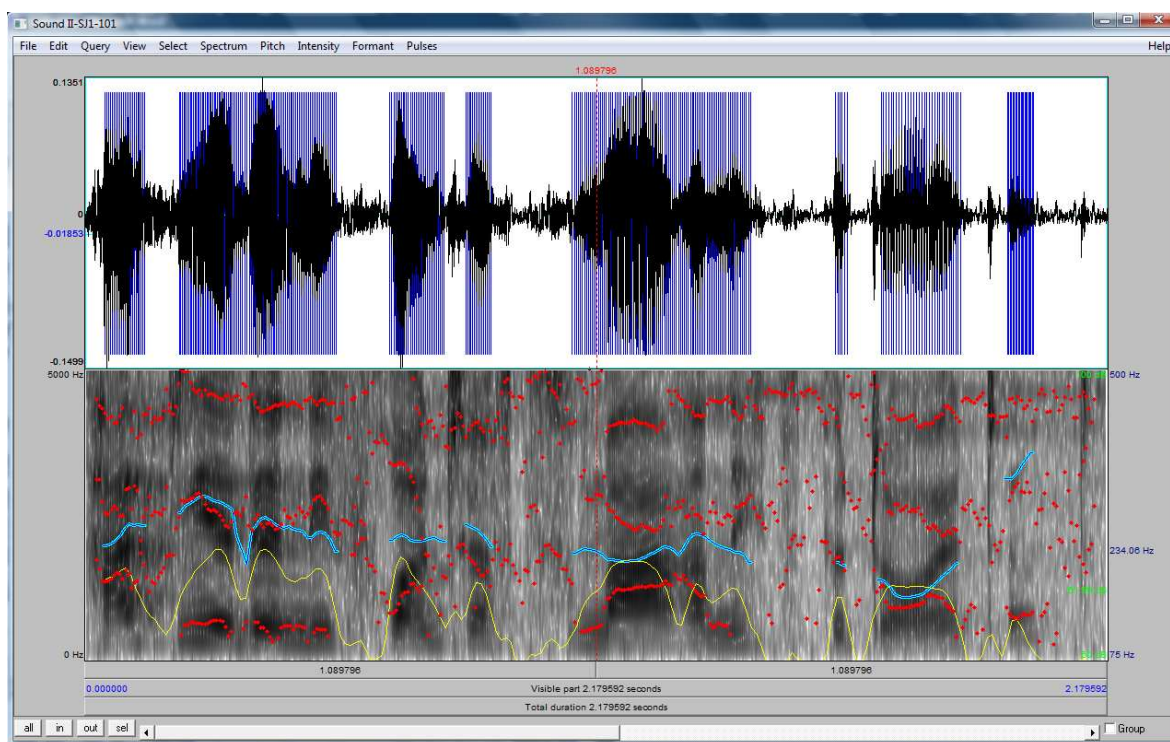 Sound II-SJ1-101
File Edit Query View Select Spectrum Pitch Intensity Formant Pulses Help
1.089796
0.1351
0
-0.01853
-0.1499
5000 Hz 500 Hz
234.06 Hz
0 Hz 75 Hz
1.089796 1.089796
0.000000 Visible part 2.179592 seconds 2.179592
Total duration 2.179592 seconds
all in out sel Group